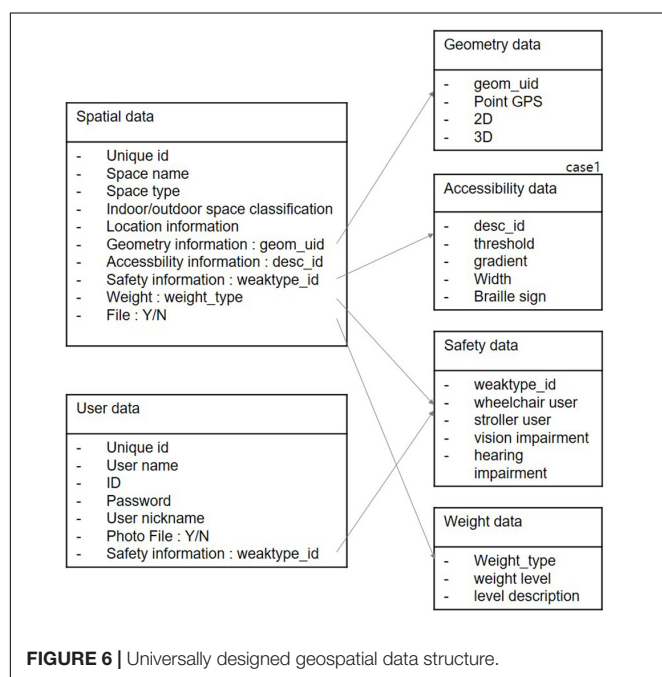 Spatial data
- Unique id
- Space name
- Space type
- Indoor/outdoor space classification
- Location information
- Geometry information : geom_uid
- Accessbility information : desc_id
- Safety information : weaktype_id
- Weight : weight_type
- File : Y/N
User data
- Unique id
- User name
- ID
- Password
- User nickname
- Photo File : Y/N
- Safety information : weaktype_id
Geometry data
- geom_uid
- Point GPS
- 2D
- 3D
case1
Accessibility data
- desc_id
- threshold
- gradient
- Width
- Braille sign
Safety data
- weaktype_id
- wheelchair user
- stroller user
- vision impairment
- hearing
impairment
Weight data
- Weight_type
- weight level
- level description
FIGURE 6 | Universally designed geospatial data structure.